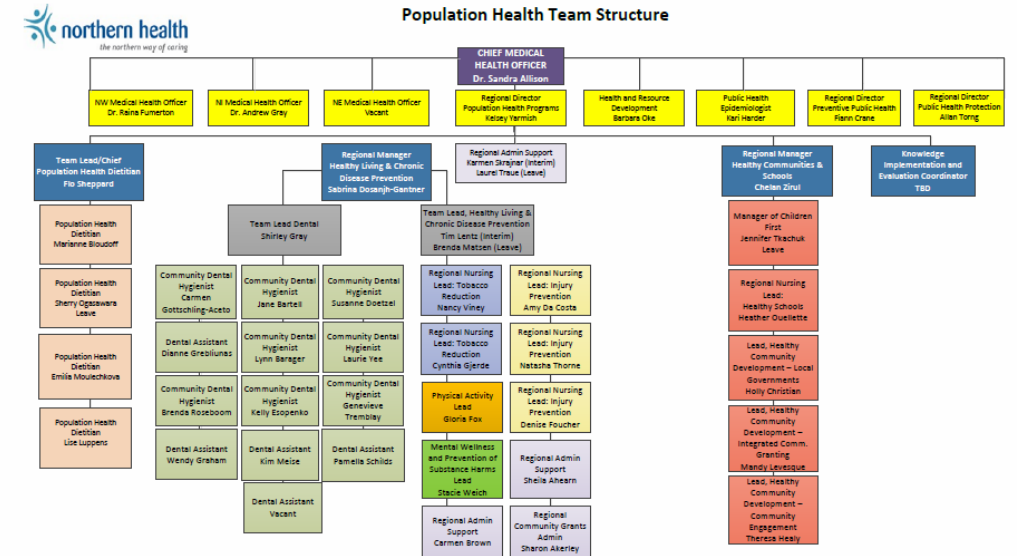 northern health
the northern way of caring
Population Health Team Structure
CHIEF MEDICAL
HEALTH OFFICER
Dr. Sandra Allison
NW Medical Health Officer
Dr. Raina Fumerton
NI Medical Health Officer
Dr. Andrew Gray
NE Medical Health Officer
Vacant
Regional Director
Population Health Programs
Kelsey Yarmish
Health and Resource
Development
Barbara Oke
Public Health
Epidemiologist
Kari Harder
Regional Director
Preventive Public Health
Fiann Crane
Regional Director
Public Health Protection
Allan Torng
Team Lead/Chief
Population Health Dietitian
Flo Sheppard
Regional Manager
Healthy Living & Chronic
Disease Prevention
Sabrina Dosanjh-Gantner
Regional Admin Support
Karmen Skrajnar (Interim)
Laurel Traue (Leave)
Regional Manager
Healthy Communities &
Schools
Chelan Zirul
Knowledge
Implementation and
Evaluation Coordinator
TBD
Population Health
Dietitian
Marianne Bloudoff
Population Health
Dietitian
Sherry Ogasawara
Leave
Population Health
Dietitian
Emilia Moulechkova
Population Health
Dietitian
Lise Luppens
Team Lead Dental
Shirley Gray
Team Lead, Healthy Living &
Chronic Disease Prevention
Tim Lentz (Interim)
Brenda Matsen (Leave)
Community Dental
Hygienist
Carmen
Gottschling-Aceto
Community Dental
Hygienist
Jane Bartell
Community Dental
Hygienist
Susanne Doetzel
Dental Assistant
Dianne Grebliunas
Community Dental
Hygienist
Lynn Barager
Community Dental
Hygienist
Laurie Yee
Community Dental
Hygienist
Brenda Roseboom
Community Dental
Hygienist
Kelly Esopenko
Community Dental
Hygienist
Genevieve
Tremblay
Dental Assistant
Wendy Graham
Dental Assistant
Kim Meise
Dental Assistant
Pamella Schilds
Dental Assistant
Vacant
Regional Nursing
Lead: Tobacco
Reduction
Nancy Viney
Regional Nursing
Lead: Injury
Prevention
Amy Da Costa
Regional Nursing
Lead: Tobacco
Reduction
Cynthia Gjerde
Regional Nursing
Lead: Injury
Prevention
Natasha Thorne
Physical Activity
Lead
Gloria Fox
Regional Nursing
Lead: Injury
Prevention
Denise Foucher
Mental Wellness
and Prevention of
Substance Harms
Lead
Stacie Weich
Regional Admin
Support
Sheila Ahearn
Regional Admin
Support
Carmen Brown
Regional
Community Grants
Admin
Sharon Akerley
Manager of Children
First
Jennifer Tkachuk
Leave
Regional Nursing
Lead:
Healthy Schools
Heather Ouellette
Lead, Healthy
Community
Development – Local
Governments
Holly Christian
Lead, Healthy
Community
Development –
Integrated Comm.
Granting
Mandy Levesque
Lead, Healthy
Community
Development –
Community
Engagement
Theresa Healy